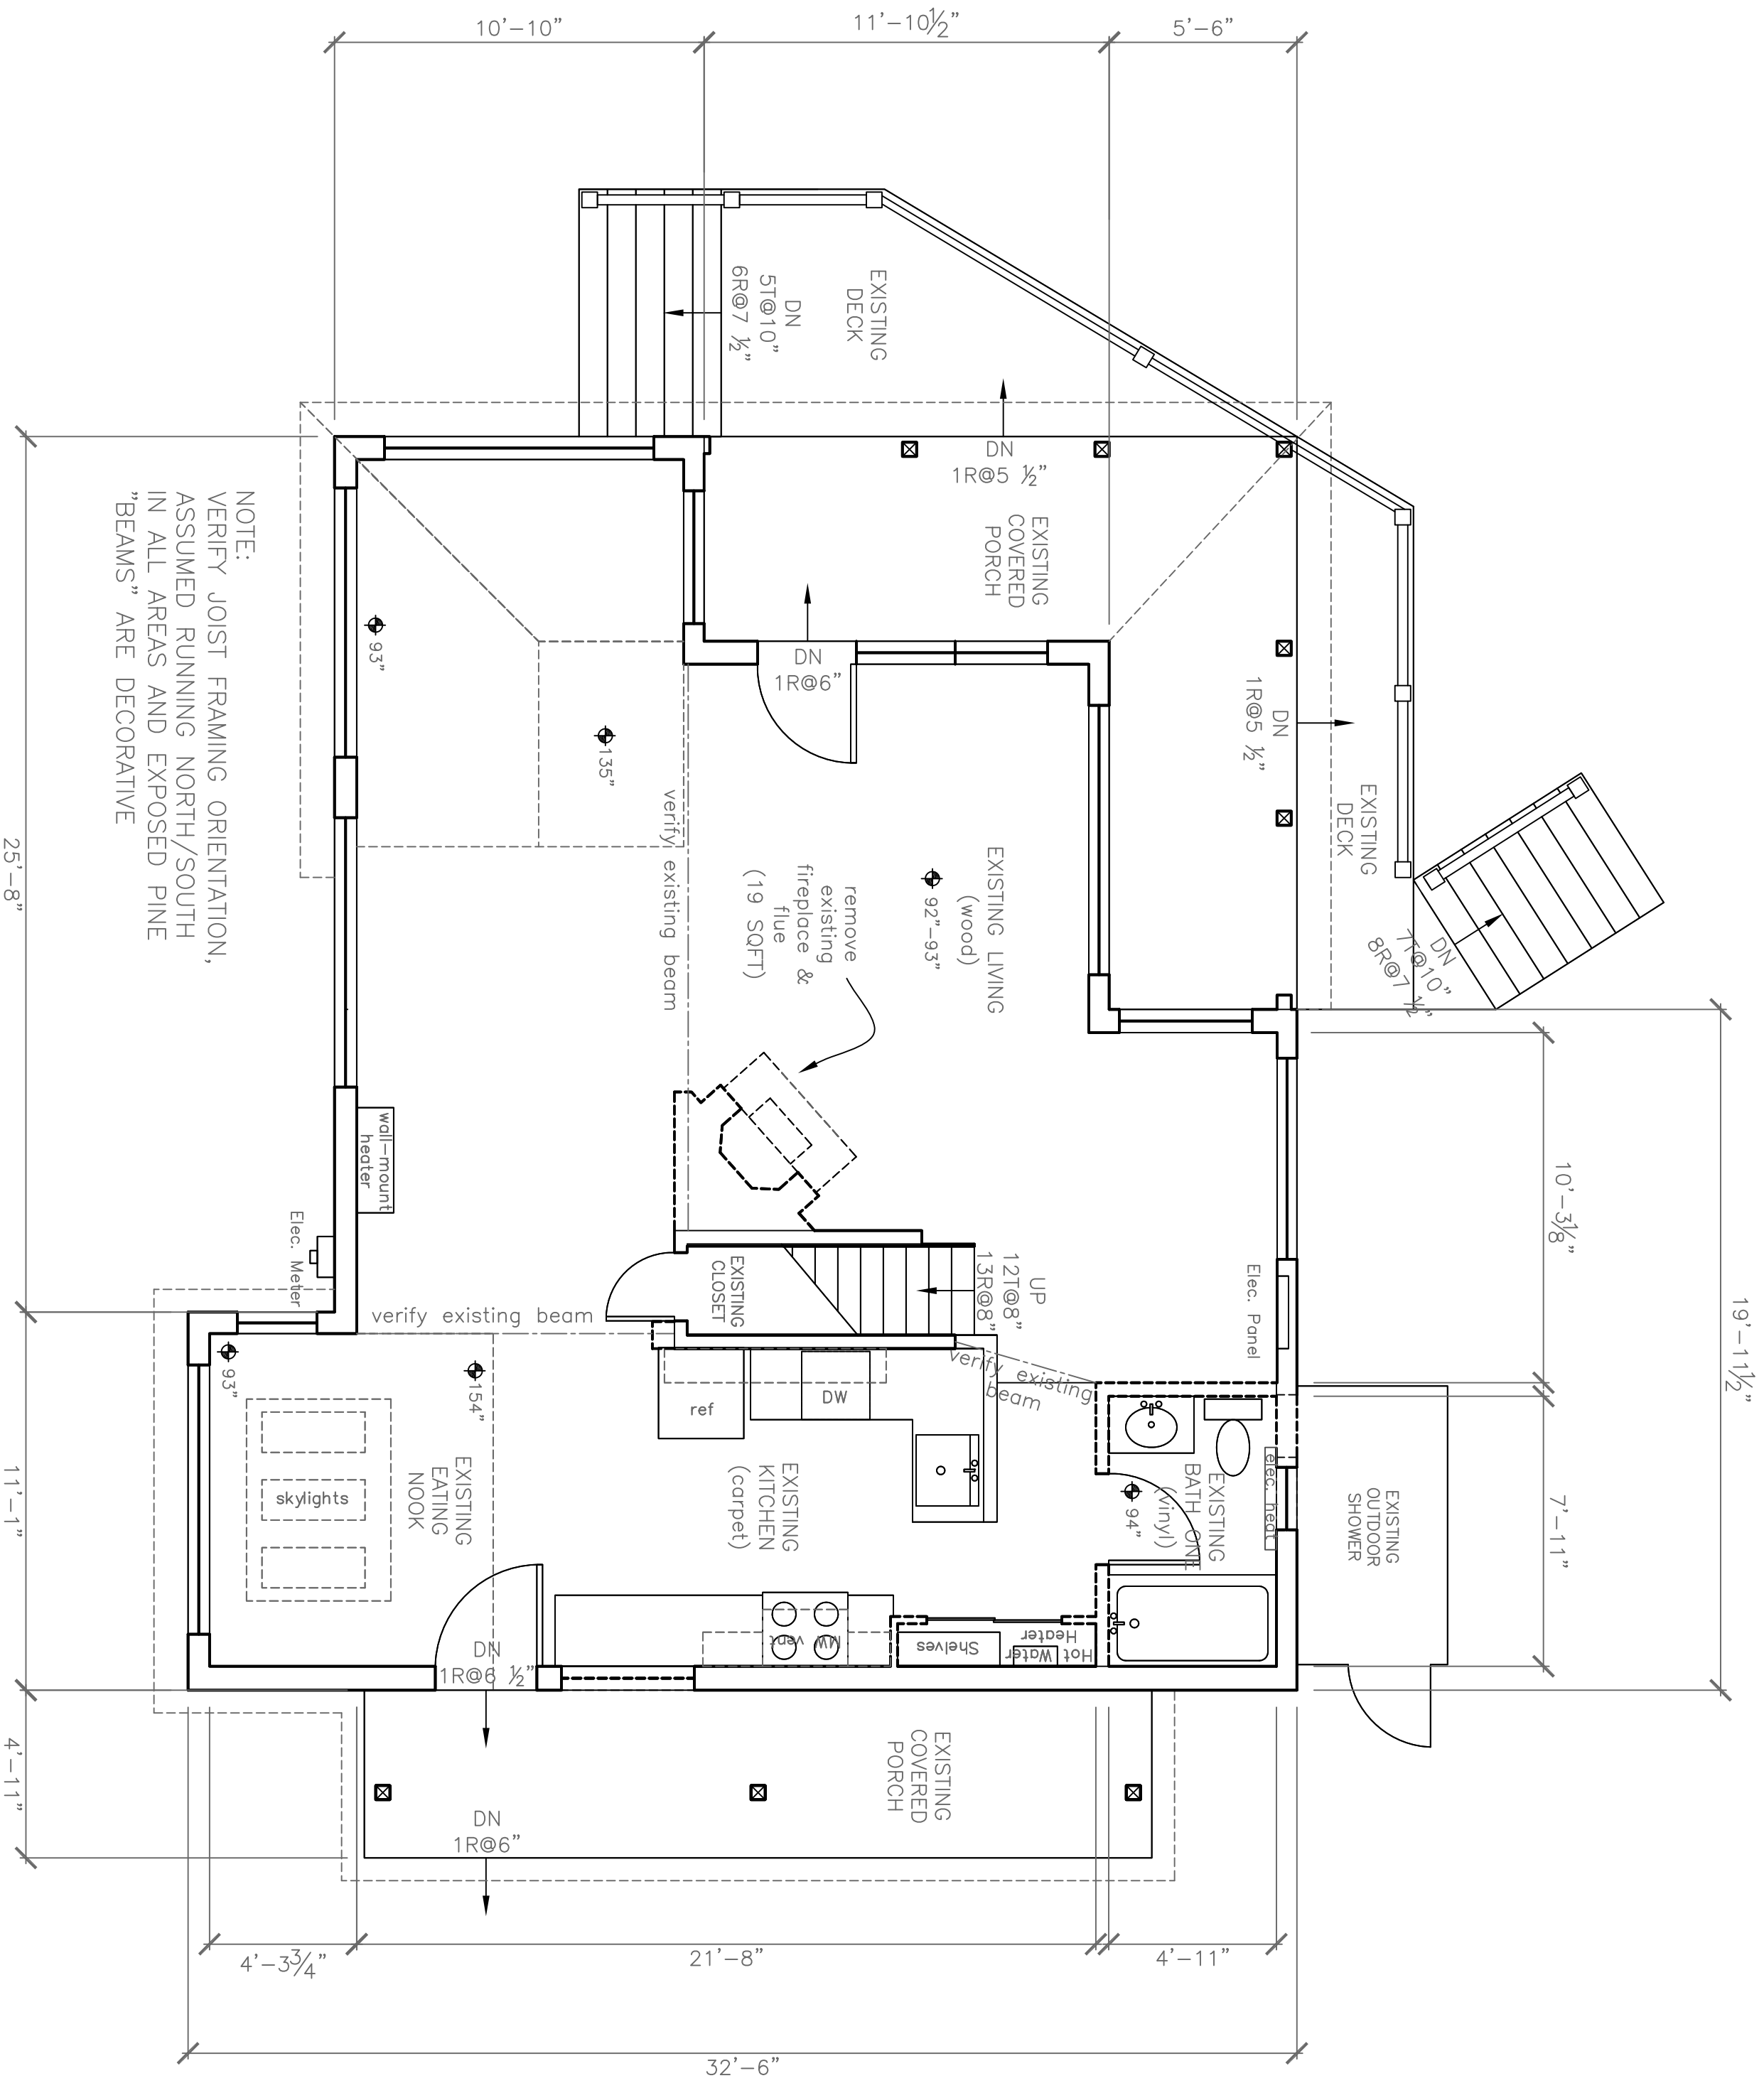 10'-10"
11'-10½"
5'-6"
EXISTING
DECK
DN
5T@10"
6R@7 ½"
DN
1R@5 ½"
EXISTING
COVERED
PORCH
DN
1R@6"
DN
1R@5 ½"
EXISTING
DECK
DN
7T@10"
8R@7 ½"
NOTE:
VERIFY JOIST FRAMING ORIENTATION,
ASSUMED RUNNING NORTH/SOUTH
IN ALL AREAS AND EXPOSED PINE
"BEAMS" ARE DECORATIVE
93"
135"
verify existing beam
EXISTING LIVING
(wood)
92"-93"
remove
existing
fireplace &
flue
(19 SQFT)
25'-8"
19'-11½"
10'-3⅛"
wall-mount
heater
Elec. Meter
EXISTING
CLOSET
UP
12T@8"
13R@8"
Elec. Panel
verify existing beam
verify existing
beam
93"
154"
ref
DW
skylights
EXISTING
EATING
NOOK
EXISTING
KITCHEN
(carpet)
EXISTING
BATH ONE
(vinyl)
94"
elec. heat
EXISTING
OUTDOOR
SHOWER
7'-11"
11'-1"
DN
1R@6 ½"
MW
vent
Shelves
Hot Water
Heater
EXISTING
COVERED
PORCH
DN
1R@6"
4'-11"
4'-3¾"
21'-8"
4'-11"
32'-6"